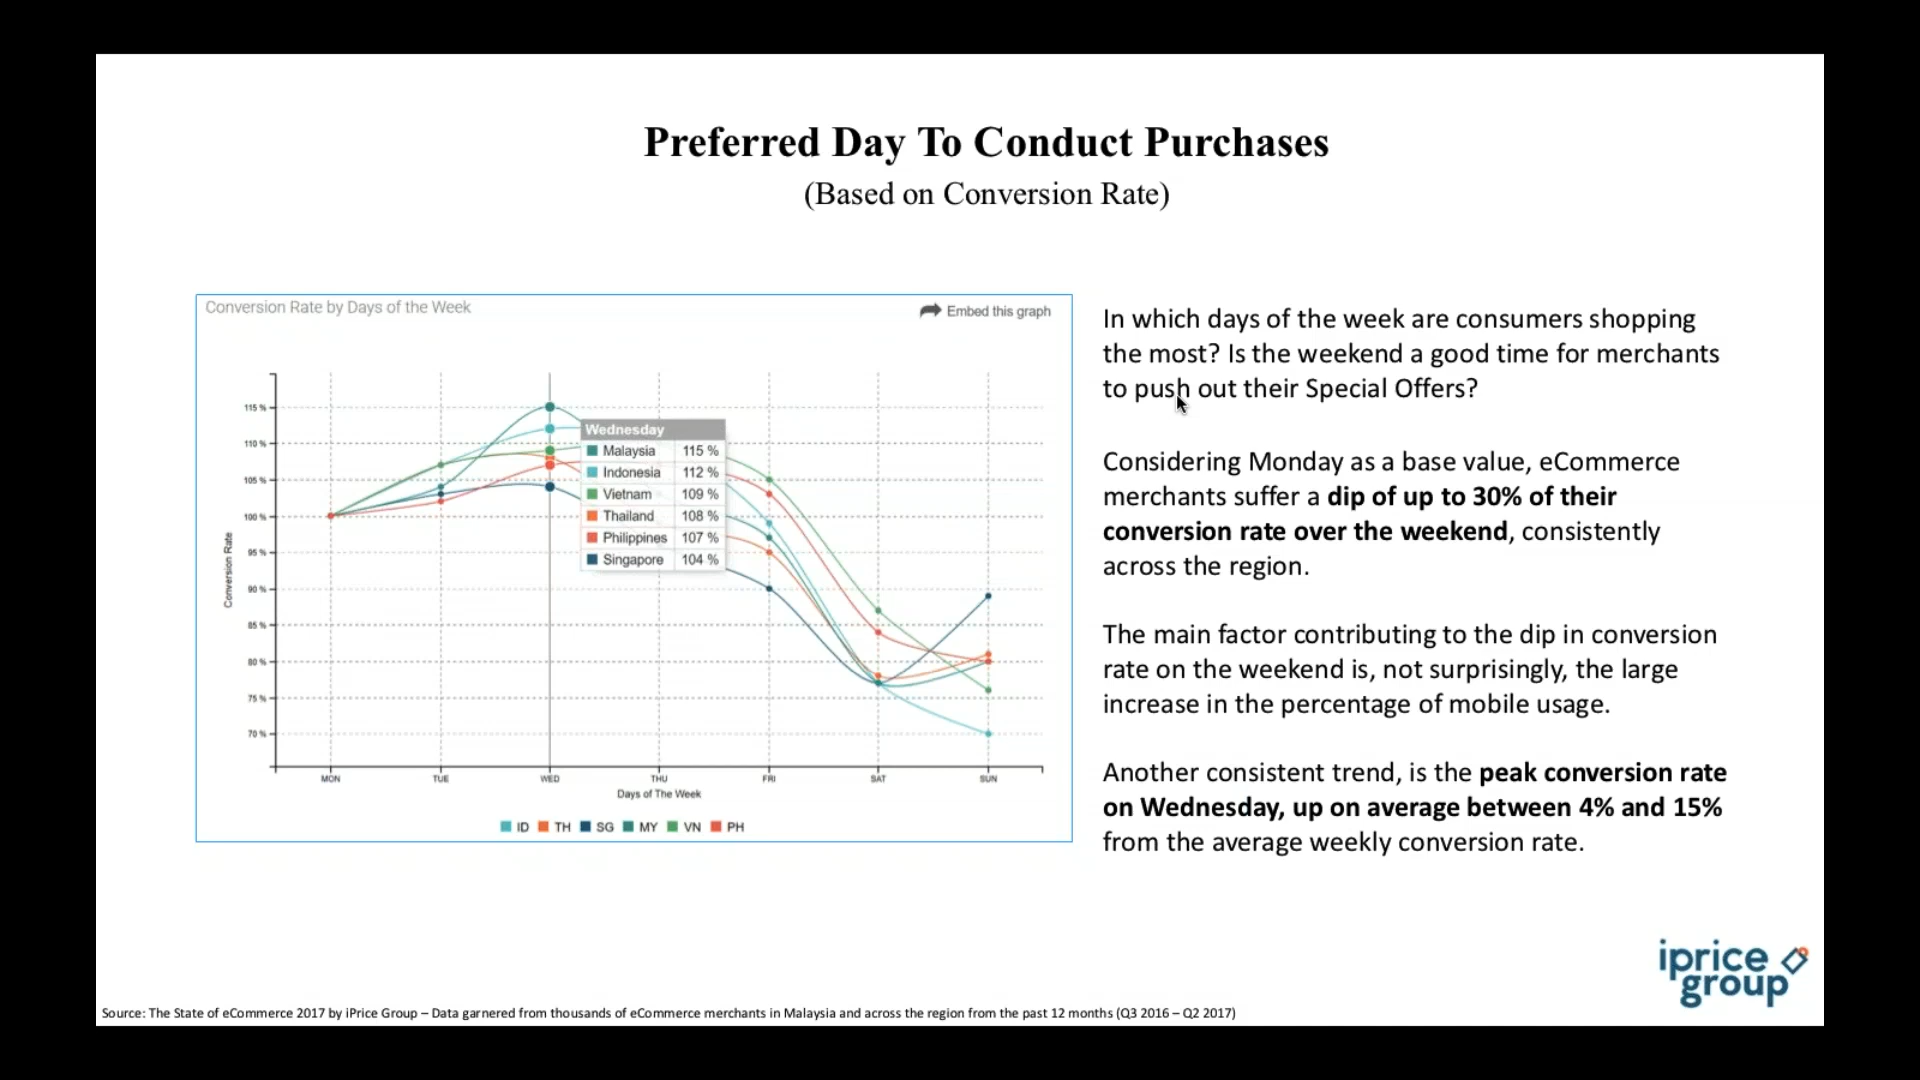 Preferred Day To Conduct Purchases
(Based on Conversion Rate)
Conversion Rate by Days of the Week
Embed this graph
115 %
110 %
105 %
100 %
95 %
90 %
85 %
80 %
75 %
70 %
Conversion Rate
Wednesday
Malaysia 115 %
Indonesia 112 %
Vietnam 109 %
Thailand 108 %
Philippines 107 %
Singapore 104 %
MON TUE WED THU FRI SAT SUN
Days of The Week
ID TH SG MY VN PH
In which days of the week are consumers shopping
the most? Is the weekend a good time for merchants
to push out their Special Offers?
Considering Monday as a base value, eCommerce
merchants suffer a dip of up to 30% of their
conversion rate over the weekend, consistently
across the region.
The main factor contributing to the dip in conversion
rate on the weekend is, not surprisingly, the large
increase in the percentage of mobile usage.
Another consistent trend, is the peak conversion rate
on Wednesday, up on average between 4% and 15%
from the average weekly conversion rate.
iprice
group
Source: The State of eCommerce 2017 by iPrice Group – Data garnered from thousands of eCommerce merchants in Malaysia and across the region from the past 12 months (Q3 2016 – Q2 2017)